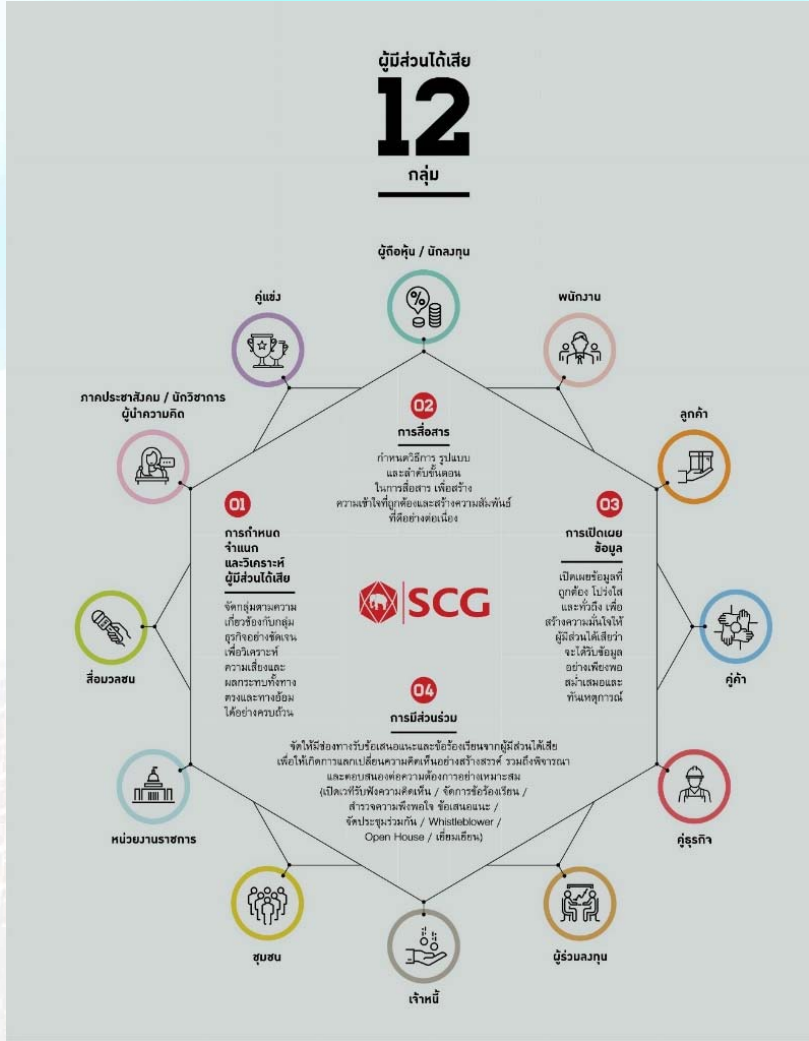 ผู้มีส่วนได้เสีย
12
กลุ่ม
ผู้ถือหุ้น / นักลงทุน
คู่แข่ง
พนักงาน
ภาคประชาสังคม / นักวิชาการ
ผู้นำความคิด
ลูกค้า
02
การสื่อสาร
กำหนดวิธีการ รูปแบบ
และลำดับขั้นตอน
ในการสื่อสาร เพื่อสร้าง
ความเข้าใจที่ถูกต้องและสร้างความสัมพันธ์
ที่ดีอย่างต่อเนื่อง
01
การกำหนด
จำแนก
และวิเคราะห์
ผู้มีส่วนได้เสีย
จัดกลุ่มตามความ
เกี่ยวข้องกับกลุ่ม
ธุรกิจอย่างชัดเจน
เพื่อวิเคราะห์
ความเสี่ยงและ
ผลกระทบทั้งทาง
ตรงและทางอ้อม
ได้อย่างครบถ้วน
SCG
03
การเปิดเผย
ข้อมูล
เปิดเผยข้อมูลที่
ถูกต้อง โปร่งใส
และทั่วถึง เพื่อ
สร้างความมั่นใจให้
ผู้มีส่วนได้เสียว่า
จะได้รับข้อมูล
อย่างเพียงพอ
สม่ำเสมอและ
ทันเหตุการณ์
สื่อมวลชน
คู่ค้า
04
การมีส่วนร่วม
จัดให้มีช่องทางรับข้อเสนอแนะและข้อร้องเรียนจากผู้มีส่วนได้เสีย
เพื่อให้เกิดการแลกเปลี่ยนความคิดเห็นอย่างสร้างสรรค์ รวมถึงพิจารณา
และตอบสนองต่อความต้องการอย่างเหมาะสม
(เปิดเวทีรับฟังความคิดเห็น / จัดการข้อร้องเรียน /
สำรวจความพึงพอใจ ข้อเสนอแนะ /
จัดประชุมร่วมกัน / Whistleblower /
Open House / เยี่ยมเยียน)
หน่วยงานราชการ
คู่ธุรกิจ
ชุมชน
ผู้ร่วมลงทุน
เจ้าหนี้